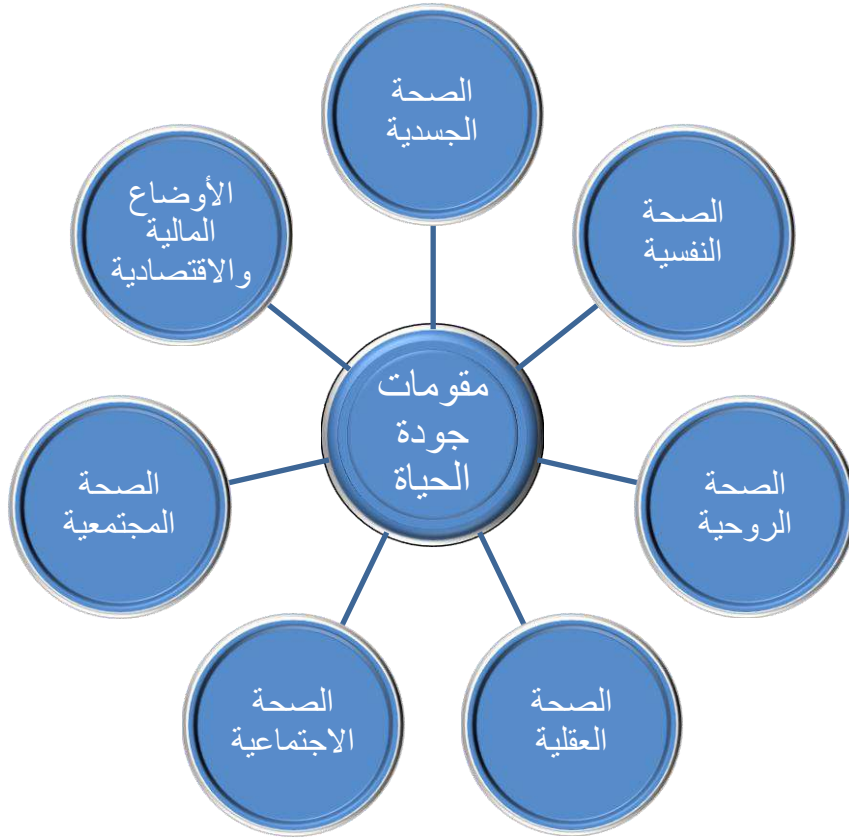 الصحة
الجسدية
الصحة
النفسية
الصحة
الروحية
الصحة
العقلية
الصحة
الاجتماعية
الصحة
المجتمعية
الأوضاع
المالية
والاقتصادية
مقومات
جودة
الحياة